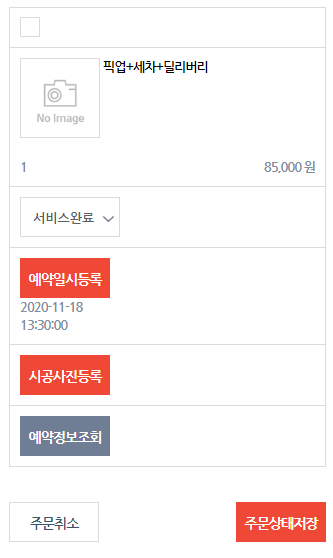 픽업+세차+딜리버리
No Image
1 85,000 원
서비스완료
예약일시등록
2020-11-18
13:30:00
시공사진등록
예약정보조회
주문취소 주문상태저장